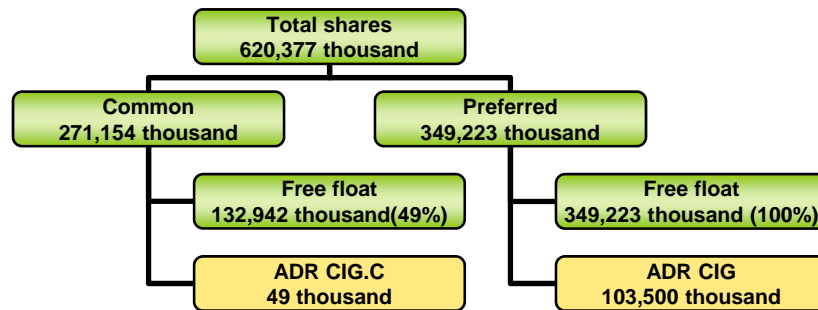 Total shares
620,377 thousand
Common
271,154 thousand
Preferred
349,223 thousand
Free float
132,942 thousand(49%)
Free float
349,223 thousand (100%)
ADR CIG.C
49 thousand
ADR CIG
103,500 thousand